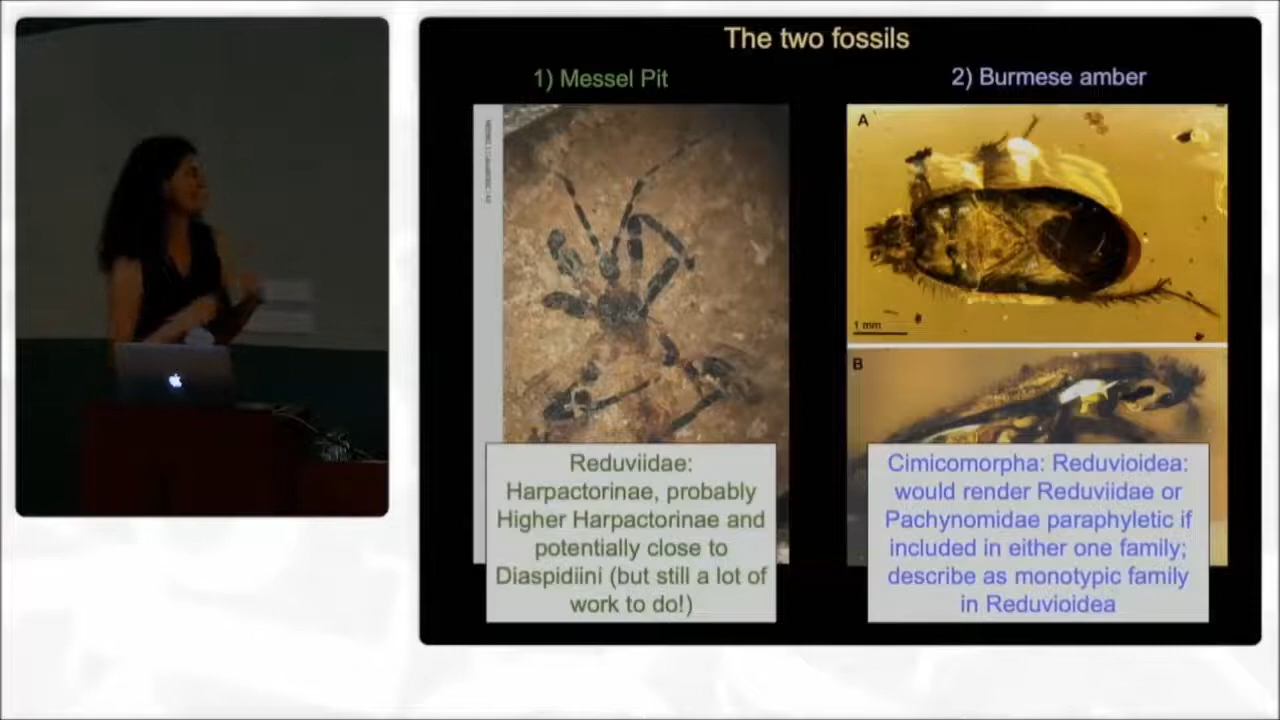 The two fossils
1) Messel Pit
2) Burmese amber
A
1 mm
B
Reduviidae:
Harpactorinae, probably
Higher Harpactorinae and
potentially close to
Diaspidiini (but still a lot of
work to do!)
Cimicomorpha: Reduvioidea:
would render Reduviidae or
Pachynomidae paraphyletic if
included in either one family;
describe as monotypic family
in Reduvioidea